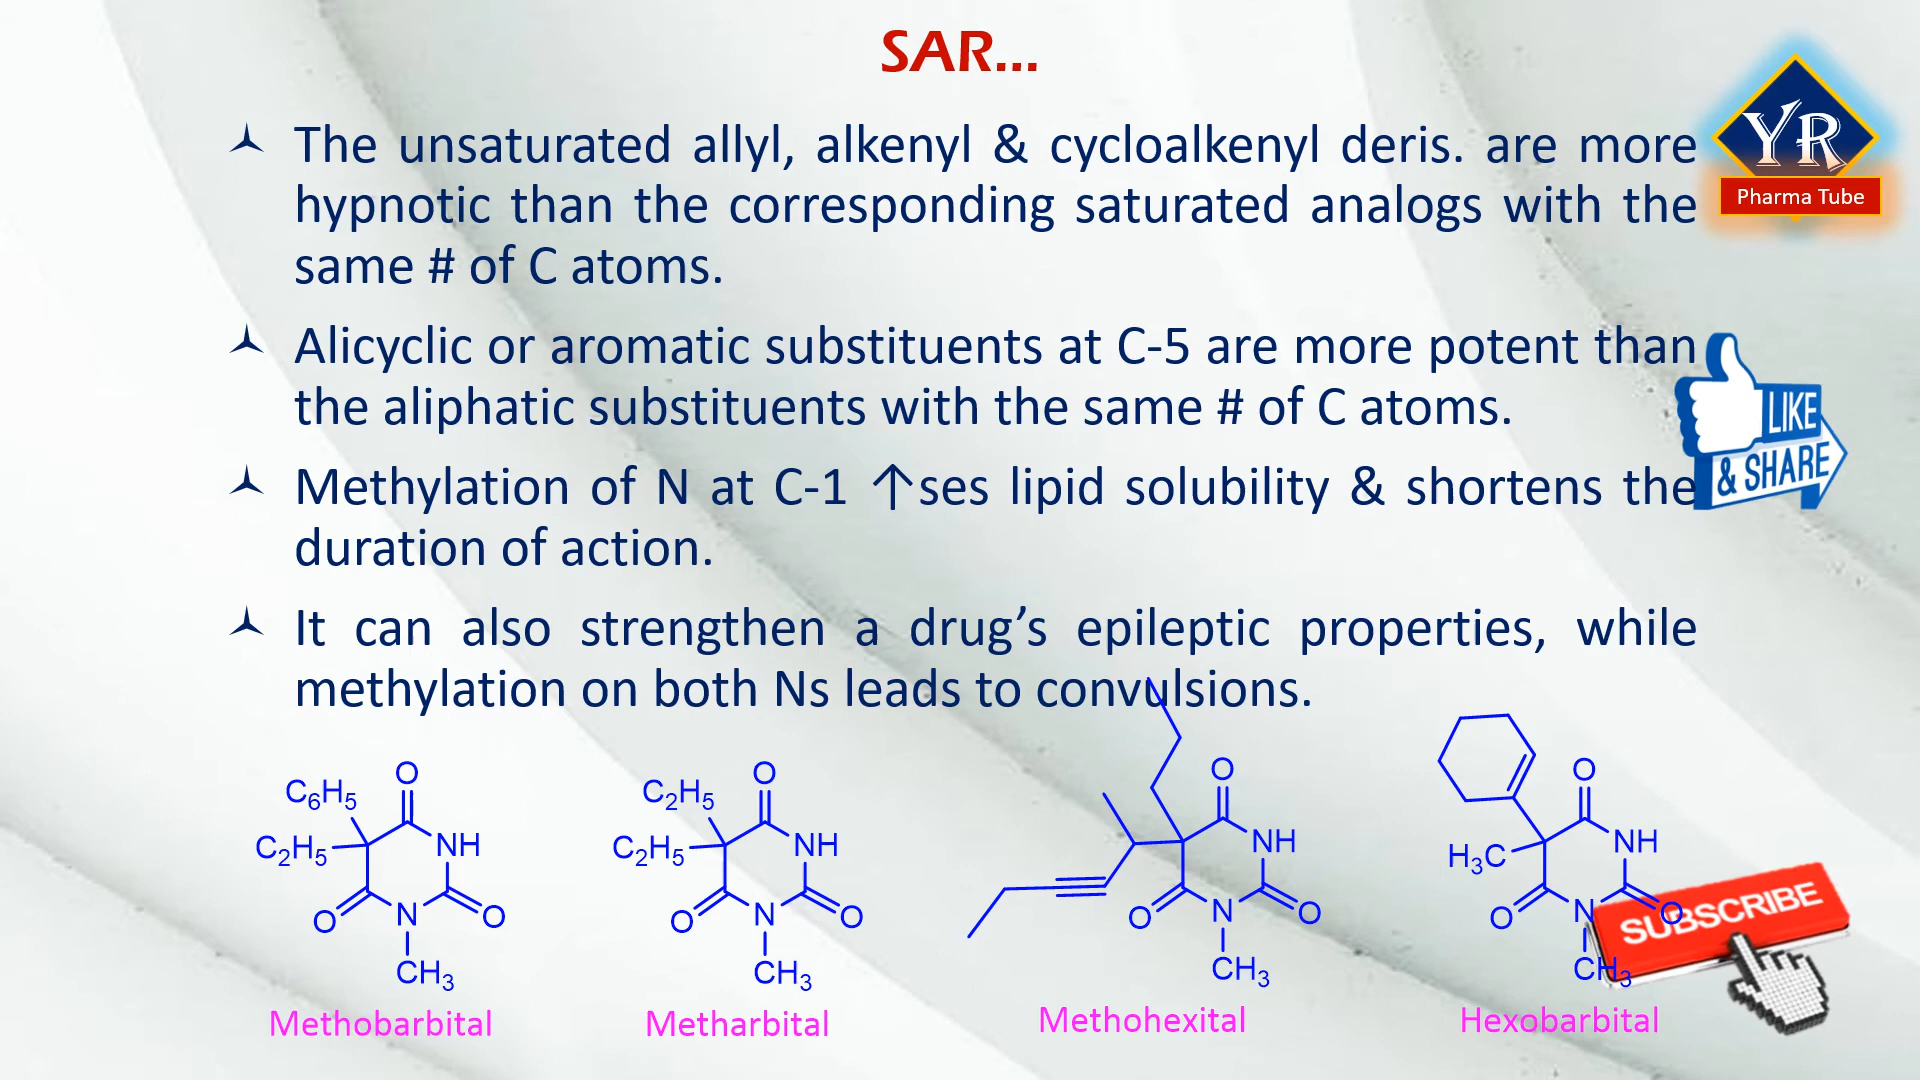 SAR...
YR
Pharma Tube
The unsaturated allyl, alkenyl & cycloalkenyl deris. are more
hypnotic than the corresponding saturated analogs with the
same # of C atoms.
Alicyclic or aromatic substituents at C-5 are more potent than
the aliphatic substituents with the same # of C atoms.
LIKE
& SHARE
Methylation of N at C-1 ↑ses lipid solubility & shortens the
duration of action.
It can also strengthen a drug’s epileptic properties, while
methylation on both Ns leads to convulsions.
C6H5 O
C2H5 NH
O N O
CH3
Methobarbital
C2H5 O
C2H5 NH
O N O
CH3
Metharbital
O
NH
O N O
CH3
Methohexital
O
H3C NH
O N O
CH3
Hexobarbital
SUBSCRIBE